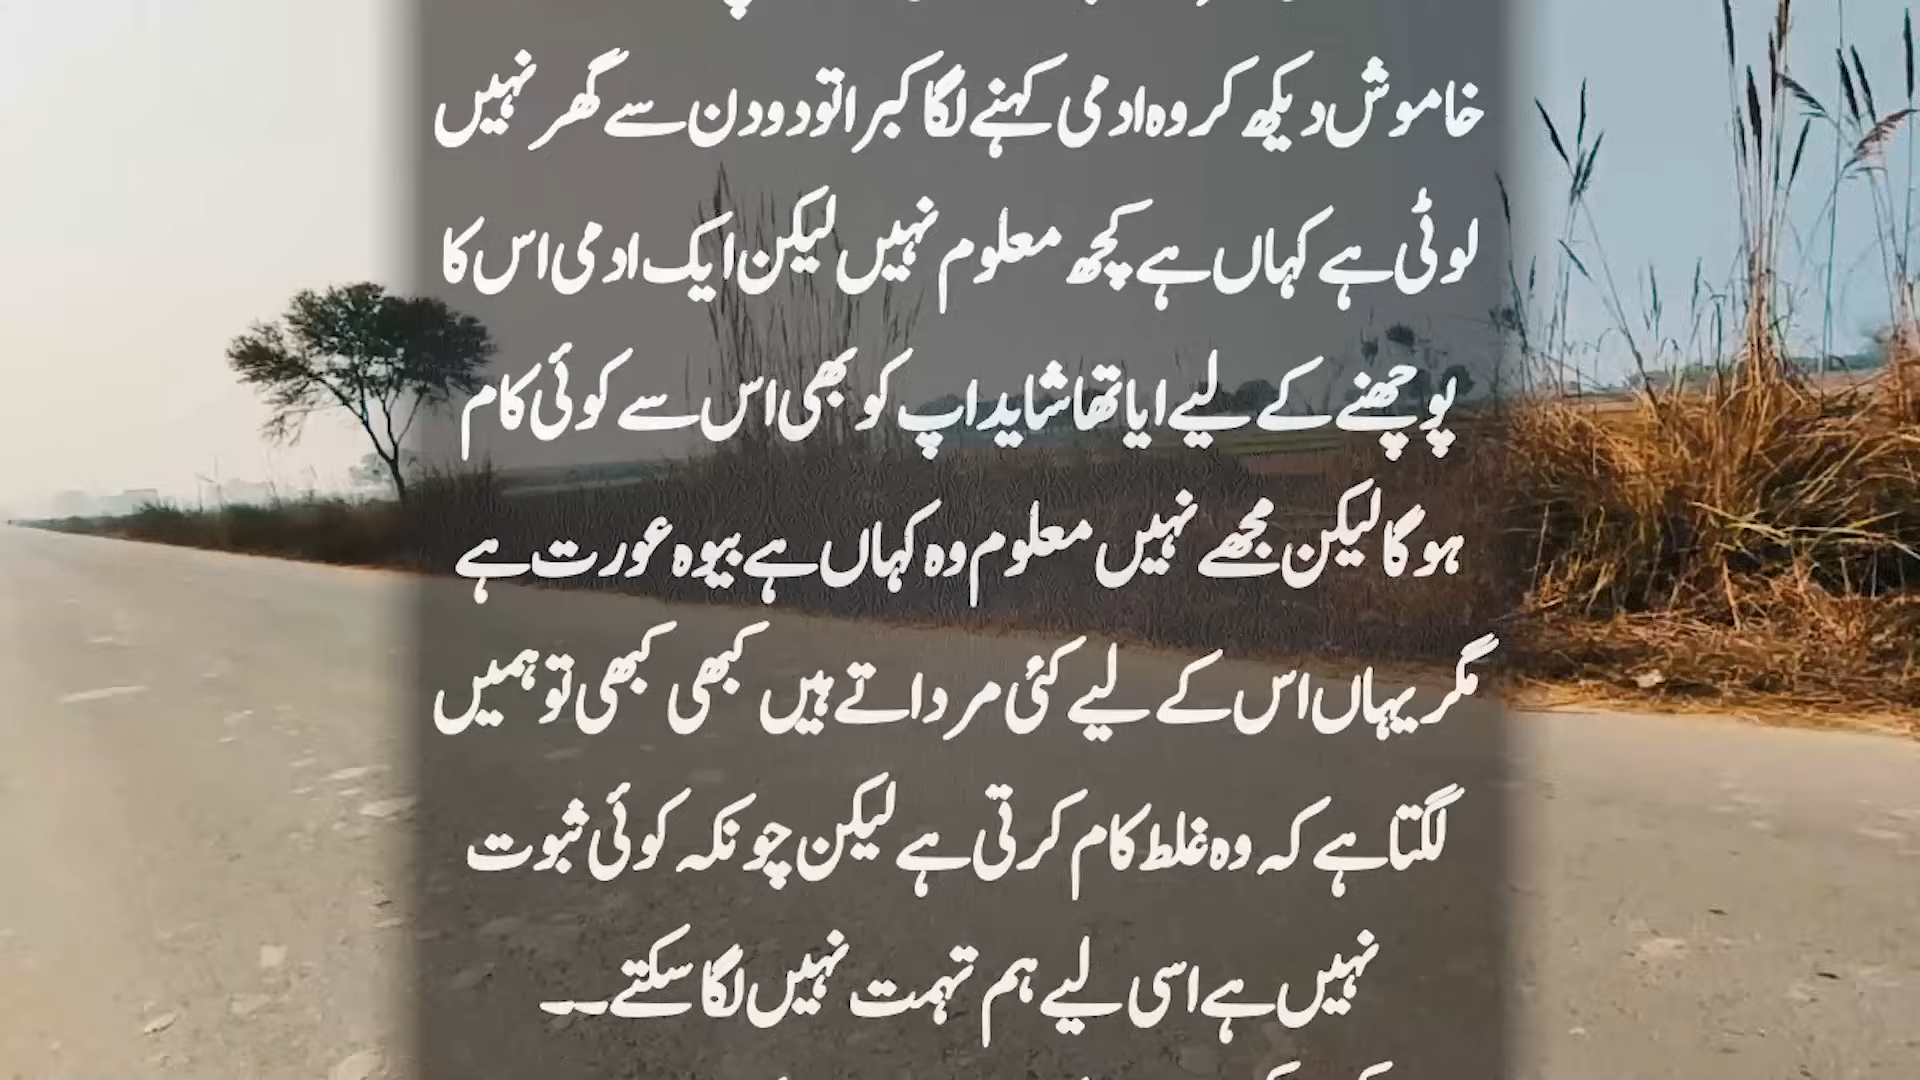 خاموش دیکھ کر وہ ادمی کہنے لگا کبرا تو دو دن سے گھر نہیں
لوٹی ہے کہاں ہے کچھ معلوم نہیں لیکن ایک ادمی اس کا
پوچھنے کے لیے ایا تھا شاید اپ کو بھی اس سے کوئی کام
ہوگا لیکن مجھے نہیں معلوم وہ کہاں ہے بیوہ عورت ہے
مگر یہاں اس کے لیے کئی مرد اتے ہیں کبھی کبھی تو ہمیں
لگتا ہے کہ وہ غلط کام کرتی ہے لیکن چونکہ کوئی ثبوت
نہیں ہے اسی لیے ہم تہمت نہیں لگا سکتے۔۔